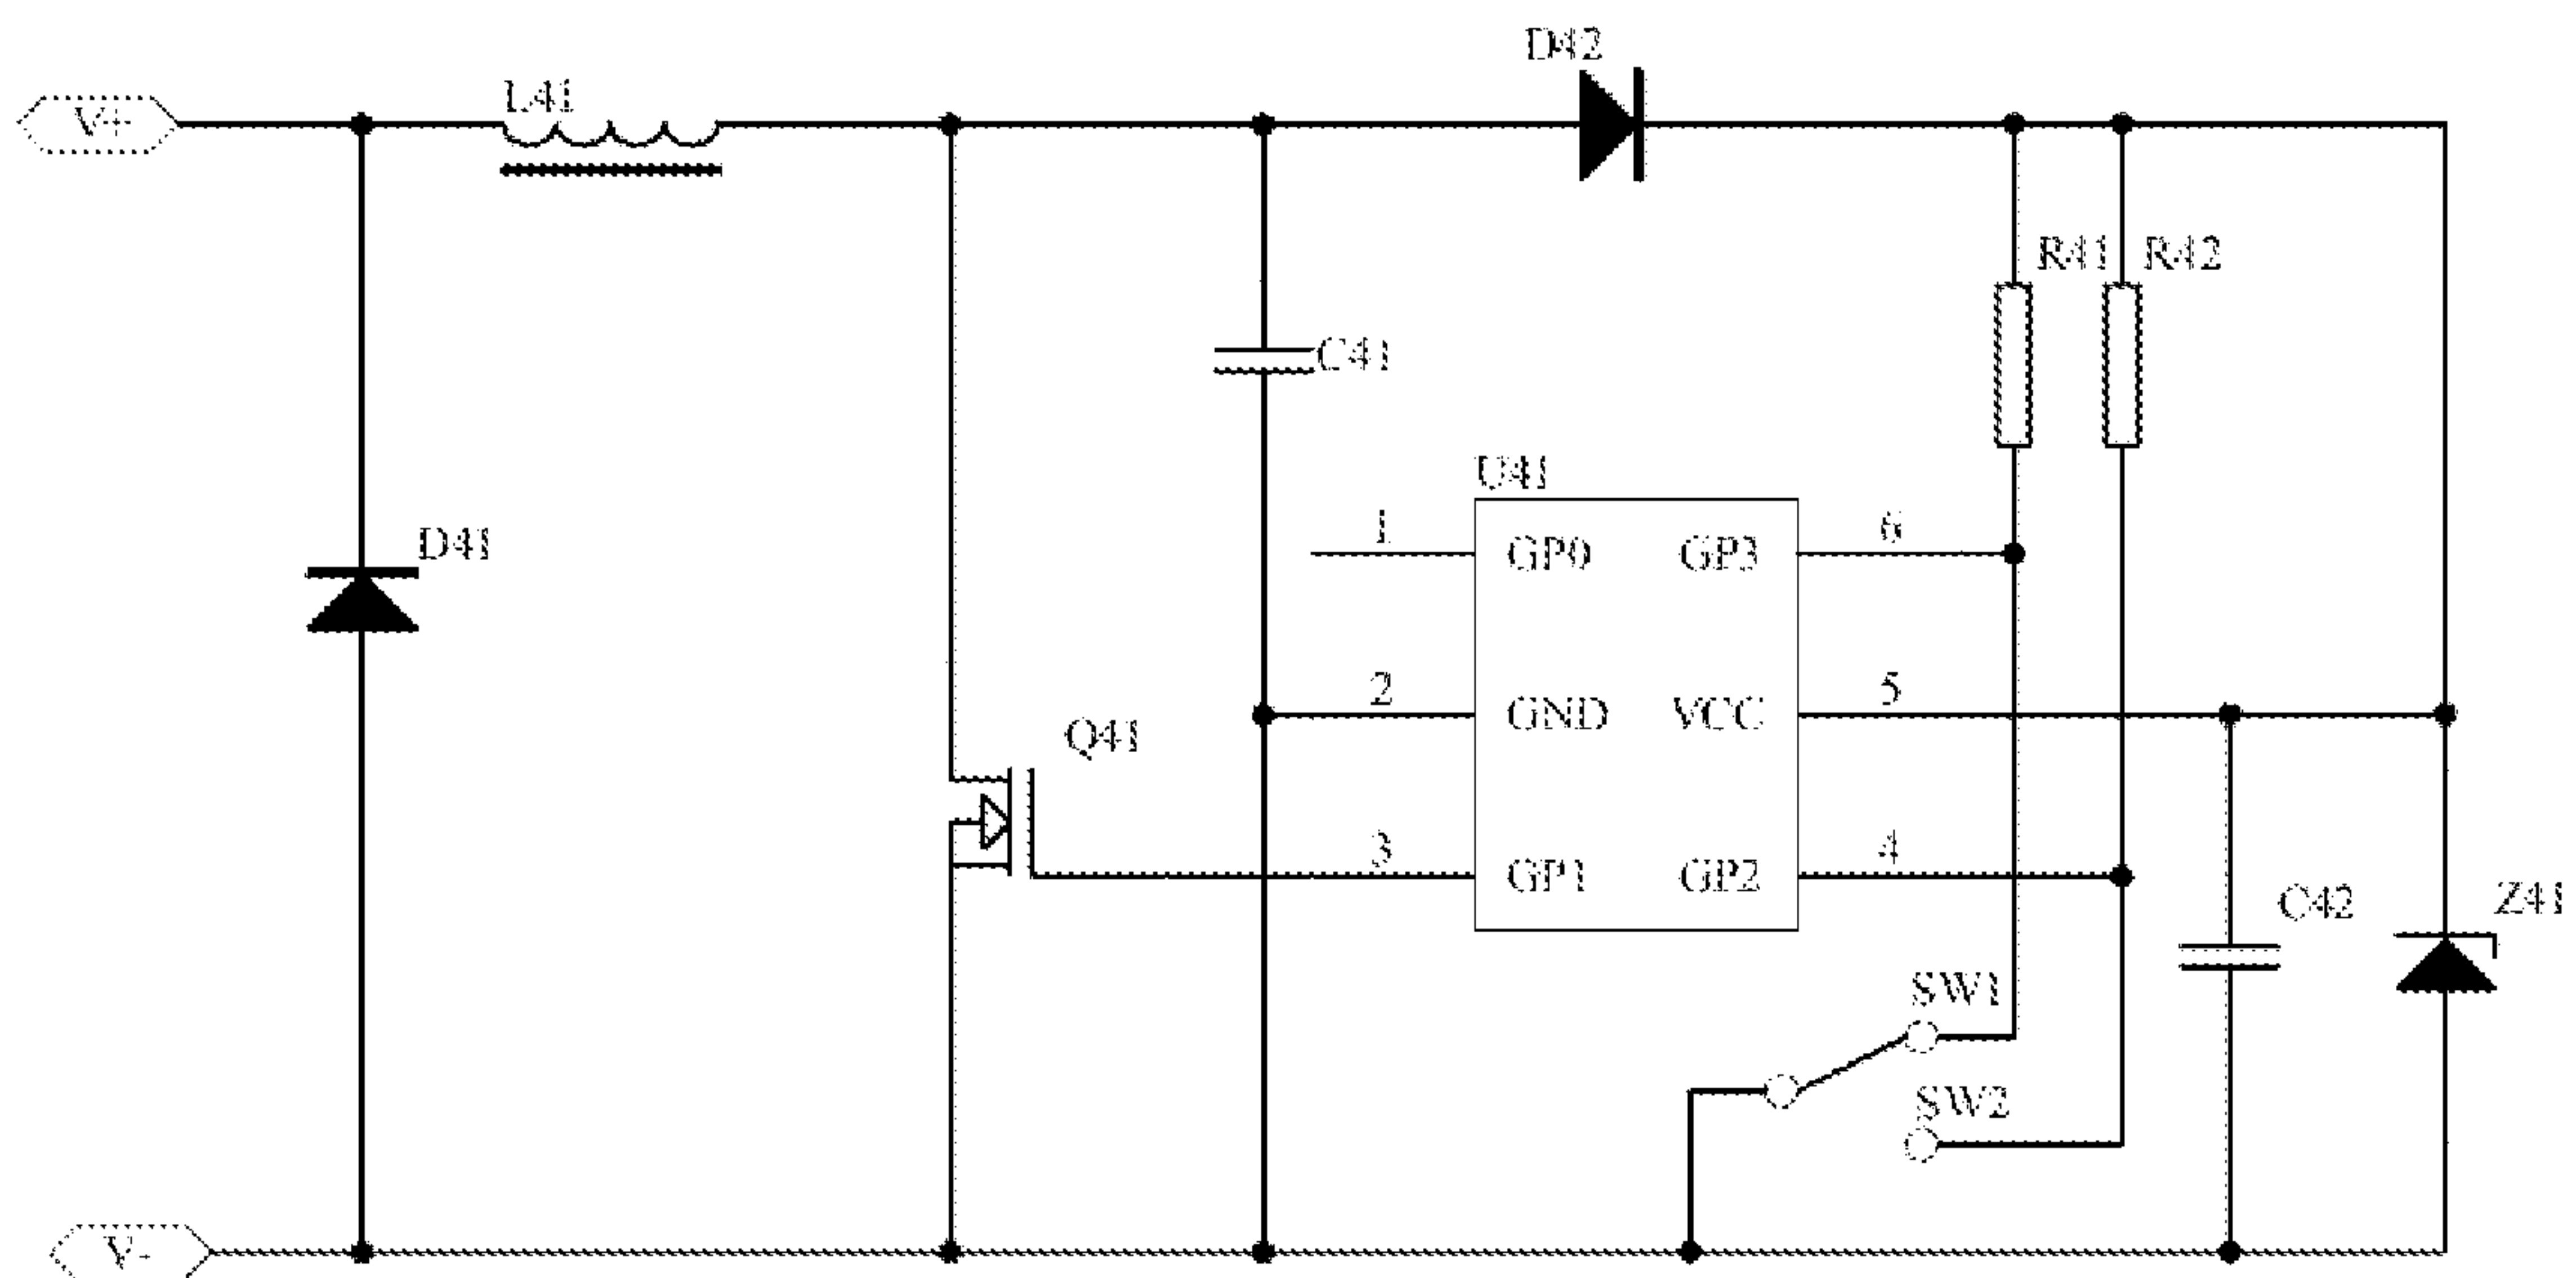 D42
V+
L41
R41 R42
C41
U41
D41
1 GP0 GP3 6
2 GND VCC 5
Q41
3 GP1 GP2 4
C42
Z41
SW1
SW2
V-